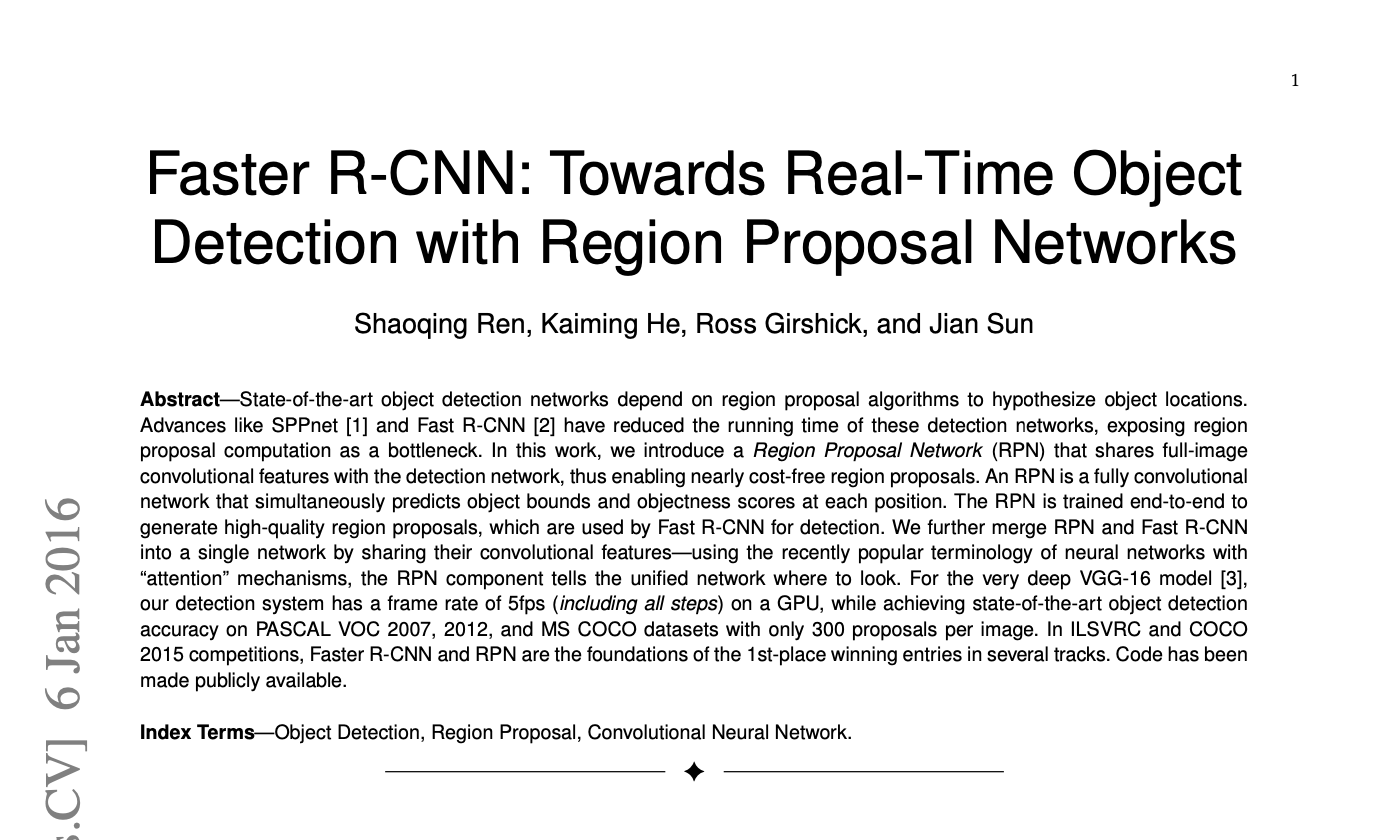 1
Faster R-CNN: Towards Real-Time Object
Detection with Region Proposal Networks
Shaoqing Ren, Kaiming He, Ross Girshick, and Jian Sun
Abstract—State-of-the-art object detection networks depend on region proposal algorithms to hypothesize object locations.
Advances like SPPnet [1] and Fast R-CNN [2] have reduced the running time of these detection networks, exposing region
proposal computation as a bottleneck. In this work, we introduce a Region Proposal Network (RPN) that shares full-image
convolutional features with the detection network, thus enabling nearly cost-free region proposals. An RPN is a fully convolutional
network that simultaneously predicts object bounds and objectness scores at each position. The RPN is trained end-to-end to
generate high-quality region proposals, which are used by Fast R-CNN for detection. We further merge RPN and Fast R-CNN
into a single network by sharing their convolutional features—using the recently popular terminology of neural networks with
“attention” mechanisms, the RPN component tells the unified network where to look. For the very deep VGG-16 model [3],
our detection system has a frame rate of 5fps (including all steps) on a GPU, while achieving state-of-the-art object detection
accuracy on PASCAL VOC 2007, 2012, and MS COCO datasets with only 300 proposals per image. In ILSVRC and COCO
2015 competitions, Faster R-CNN and RPN are the foundations of the 1st-place winning entries in several tracks. Code has been
made publicly available.
Index Terms—Object Detection, Region Proposal, Convolutional Neural Network.
s.CV] 6 Jan 2016